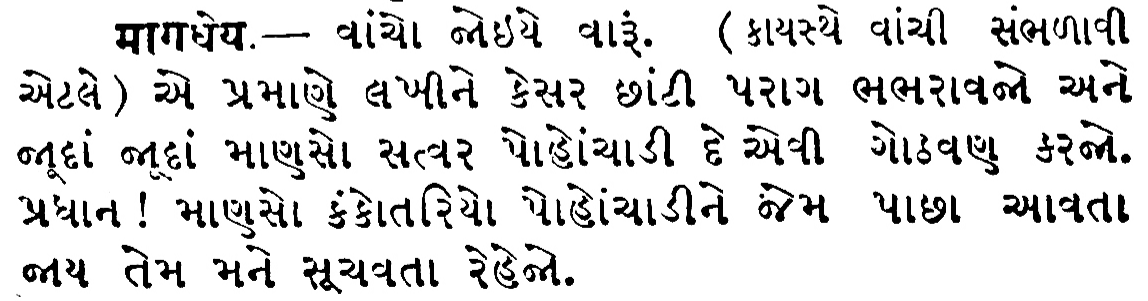 मागधेय.— વાંચો જોઇયે વારૂં. (કાયસ્થે વાંચી સંભળાવી
એટલે) એ પ્રમાણે લખીને કેસર છાંટી પરાગ ભભરાવજો અને
જૂદાં જૂદાં માણસો સત્વર પોહોંચાડી દે એવી ગોઠવણ કરજો.
પ્રધાન! માણસો કંકોતરિયો પોહોંચાડીને જેમ પાછા આવતા
જાય તેમ મને સૂચવતા રેહેજો.